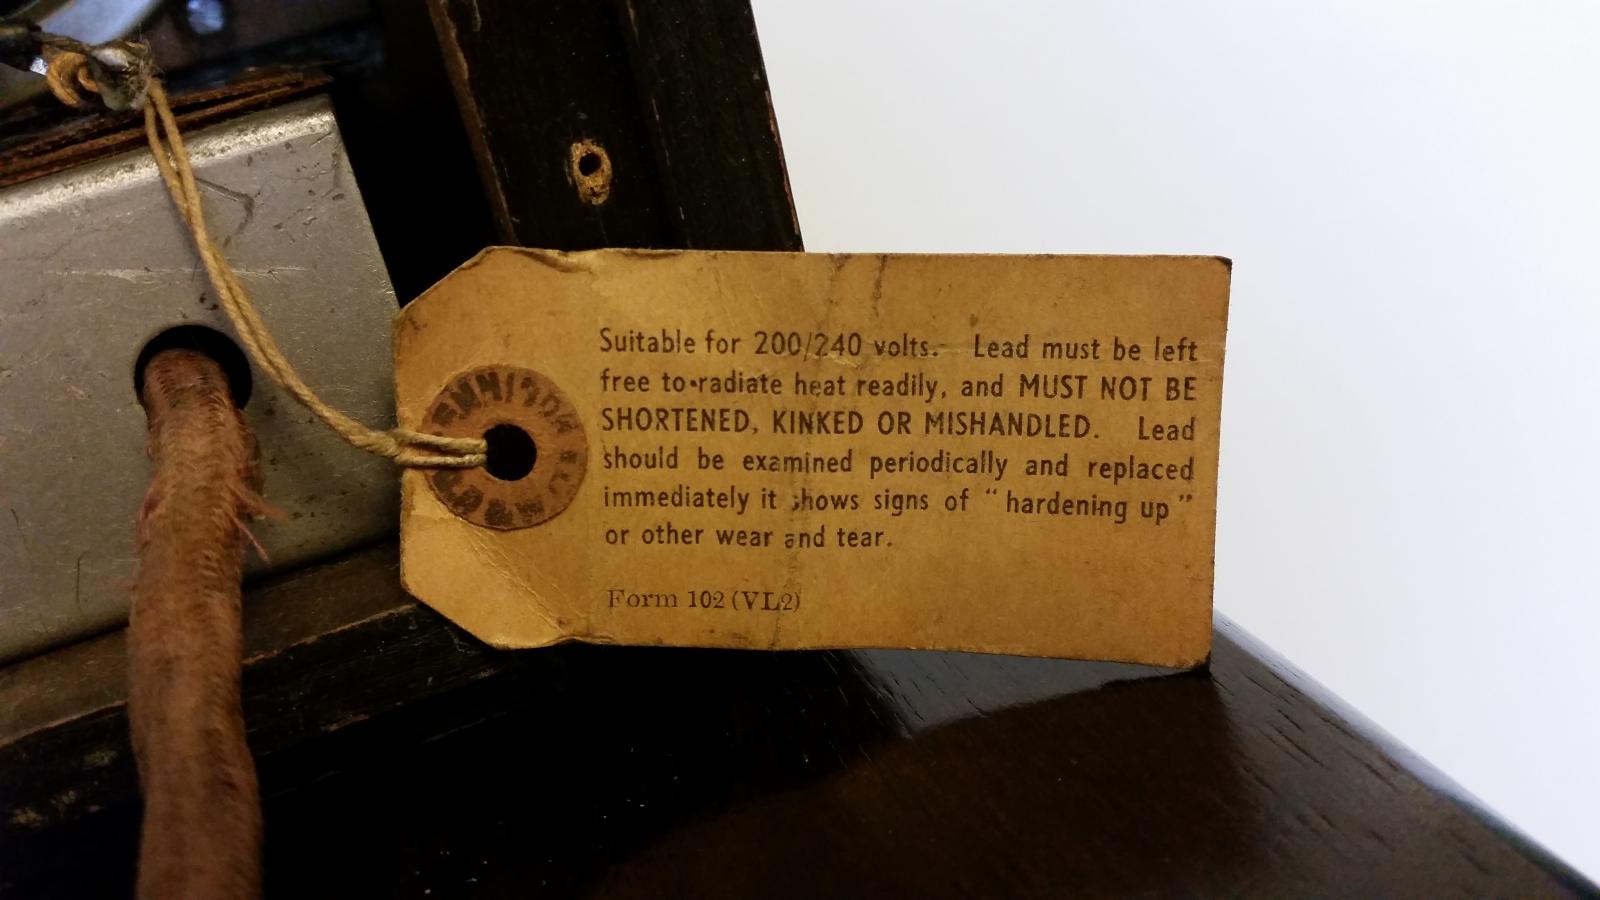 Suitable for 200/240 volts. Lead must be left
free to radiate heat readily, and MUST NOT BE
SHORTENED, KINKED OR MISHANDLED. Lead
should be examined periodically and replaced
immediately it shows signs of " hardening up "
or other wear and tear.
Form 102 (VL2)